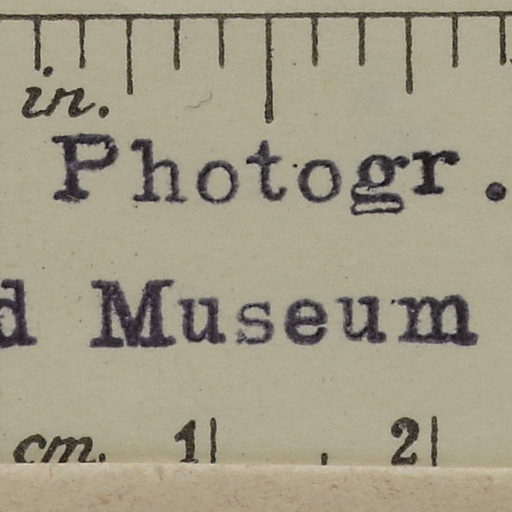 in.
Photogr.
d Museum
cm. 1 2